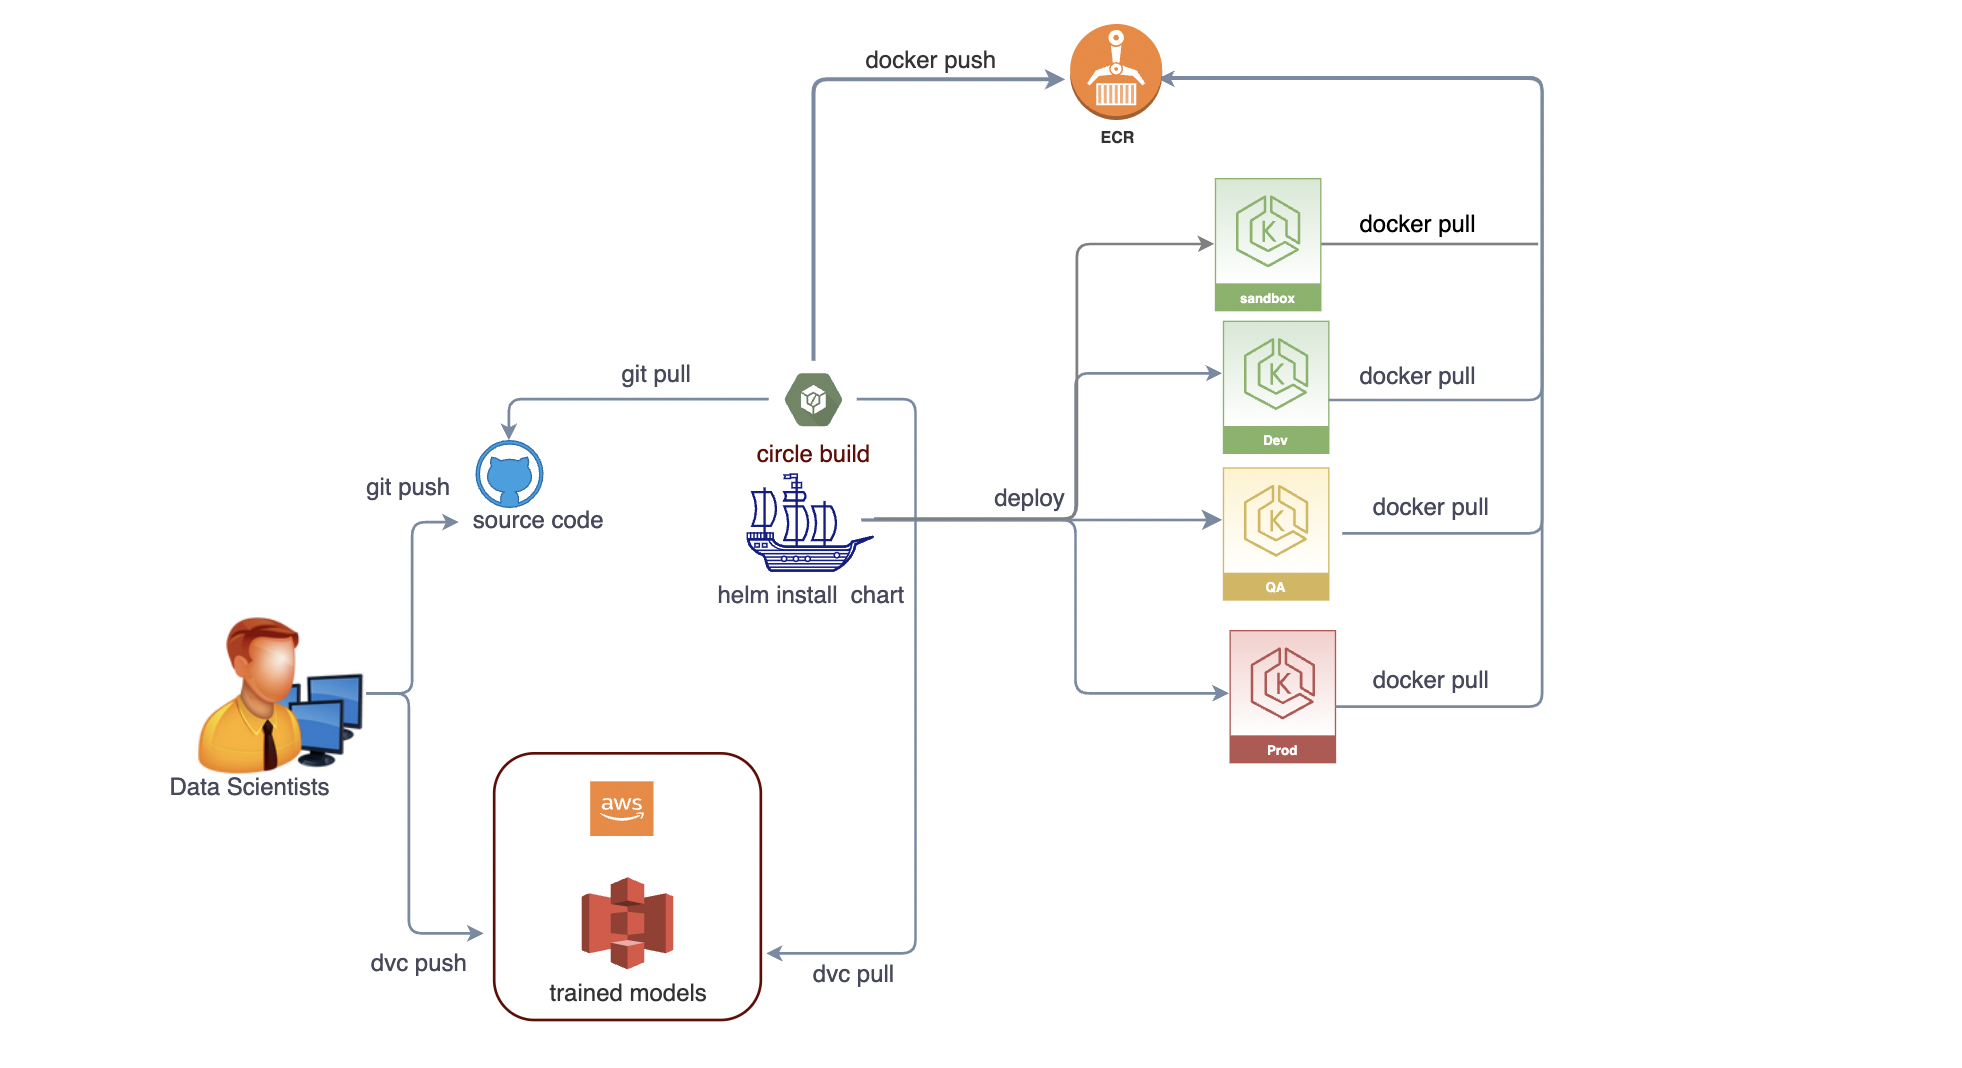 docker push
ECR
docker pull
sandbox
git pull
docker pull
Dev
circle build
git push
source code
deploy
docker pull
QA
helm install  chart
docker pull
Prod
K
K
K
K
Data Scientists
aws
dvc push
dvc pull
trained models